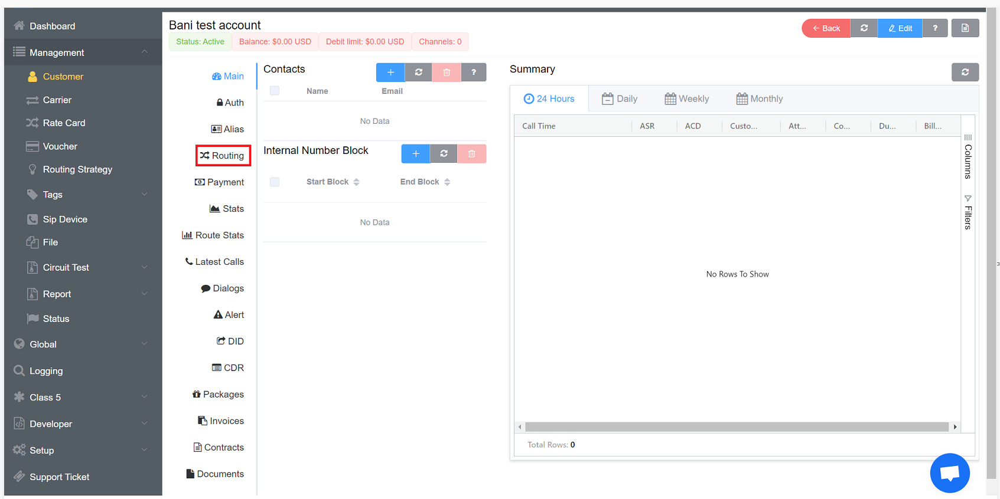 Dashboard
Management
Customer
Carrier
Rate Card
Voucher
Routing Strategy
Tags
Sip Device
File
Circuit Test
Report
Status
Global
Logging
Class 5
Developer
Setup
Support Ticket
Bani test account
Status: Active
Balance: $0.00 USD
Debit limit: $0.00 USD
Channels: 0
← Back
Edit
?
Main
Auth
Alias
Routing
Payment
Stats
Route Stats
Latest Calls
Dialogs
Alert
DID
CDR
Packages
Invoices
Contracts
Documents
Contacts
+
?
Name Email
No Data
Internal Number Block
+
Start Block End Block
No Data
Summary
24 Hours Daily Weekly Monthly
Call Time ASR ACD Custo... Att... Co... Du... Bill...
No Rows To Show
Columns
Filters
Total Rows: 0